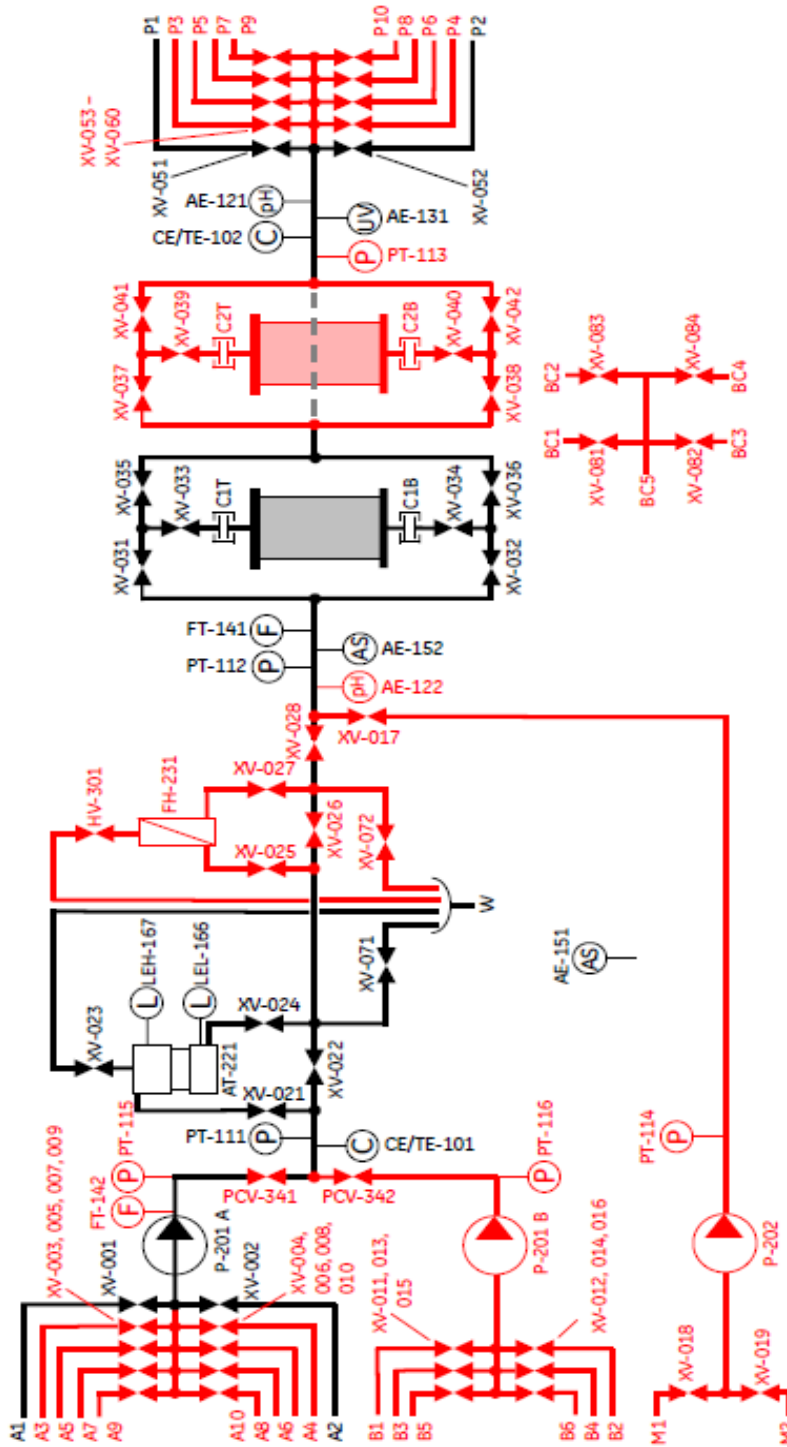 P1
P3
P5
P7
P9
P10
P8
P6
P4
P2
XV-053 –
XV-060
XV-051
XV-052
AE-121
pH
CE/TE-102
C
UV
AE-131
P
PT-113
XV-041
XV-039
C2T
C2B
XV-040
XV-042
XV-037
XV-038
BC2
XV-083
XV-084
BC4
BC1
XV-081
BC5
XV-082
BC3
XV-035
XV-033
C1T
C1B
XV-034
XV-036
XV-031
XV-032
FT-141
F
PT-112
P
AS
AE-152
pH
AE-122
XV-028
XV-017
HV-301
FH-231
XV-027
XV-026
XV-025
XV-072
W
XV-071
AE-151
AS
XV-023
L
LEH-167
L
LEL-166
AT-221
XV-024
XV-022
XV-021
PT-111
P
C
CE/TE-101
PT-115
P
FT-142
F
PCV-341
PCV-342
P
PT-116
PT-114
P
XV-003, 005, 007, 009
XV-001
P-201 A
XV-002
XV-004,
006, 008,
010
XV-011, 013,
015
P-201 B
XV-012, 014, 016
P-202
XV-018
XV-019
A1
A3
A5
A7
A9
A10
A8
A6
A4
A2
B1
B3
B5
B6
B4
B2
M1